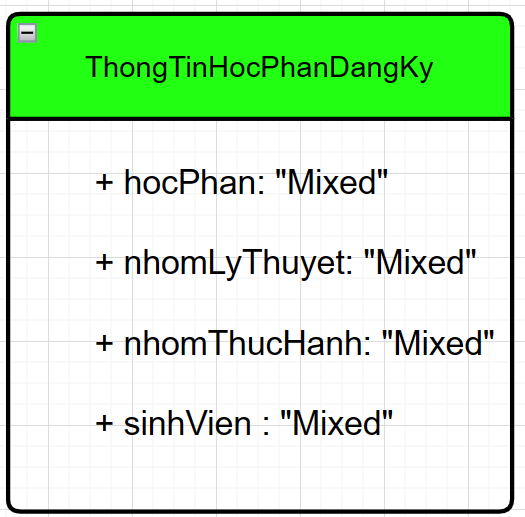 ThongTinHocPhanDangKy
+ hocPhan: "Mixed"
+ nhomLyThuyet: "Mixed"
+ nhomThucHanh: "Mixed"
+ sinhVien : "Mixed"